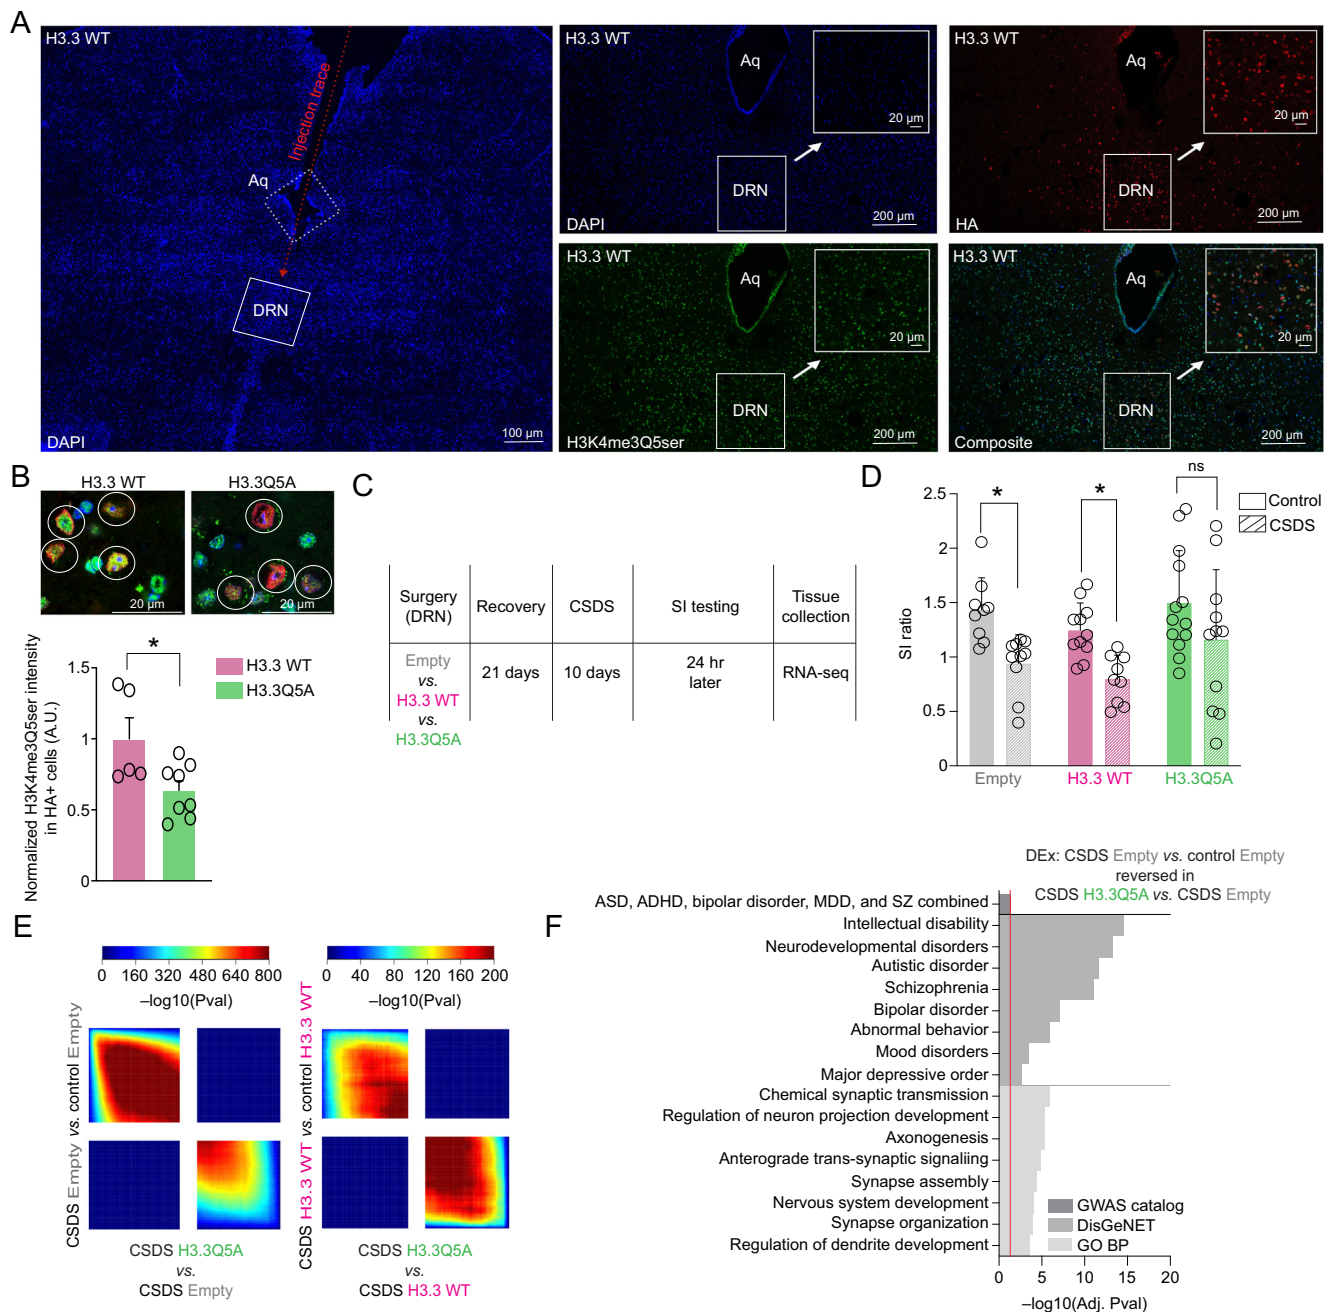 A
H3.3 WT
Injection trace
Aq
DRN
DAPI
100 µm
H3.3 WT
Aq
20 µm
DRN
DAPI
200 µm
H3.3 WT
Aq
20 µm
DRN
HA
200 µm
H3.3 WT
Aq
20 µm
DRN
H3K4me3Q5ser
200 µm
H3.3 WT
Aq
20 µm
DRN
Composite
200 µm
B
H3.3 WT
H3.3Q5A
20 µm
20 µm
*
H3.3 WT
H3.3Q5A
Normalized H3K4me3Q5ser intensity
in HA+ cells (A.U.)
1.5
1
0.5
0
C
Surgery
(DRN)
Recovery
CSDS
SI testing
Tissue
collection
Empty
vs.
H3.3 WT
vs.
H3.3Q5A
21 days
10 days
24 hr
later
RNA-seq
D
SI ratio
2.5
2
1.5
1
0.5
0
*
*
ns
Control
CSDS
Empty
H3.3 WT
H3.3Q5A
E
0 160 320 480 640 800
–log10(Pval)
CSDS Empty vs. control Empty
CSDS H3.3Q5A
vs.
CSDS Empty
0 40 80 120 160 200
–log10(Pval)
CSDS H3.3 WT vs. control H3.3 WT
CSDS H3.3Q5A
vs.
CSDS H3.3 WT
F
DEx: CSDS Empty vs. control Empty
reversed in
CSDS H3.3Q5A vs. CSDS Empty
ASD, ADHD, bipolar disorder, MDD, and SZ combined
Intellectual disability
Neurodevelopmental disorders
Autistic disorder
Schizophrenia
Bipolar disorder
Abnormal behavior
Mood disorders
Major depressive order
Chemical synaptic transmission
Regulation of neuron projection development
Axonogenesis
Anterograde trans-synaptic signaliing
Synapse assembly
Nervous system development
Synapse organization
Regulation of dendrite development
GWAS catalog
DisGeNET
GO BP
0 5 10 15 20
–log10(Adj. Pval)